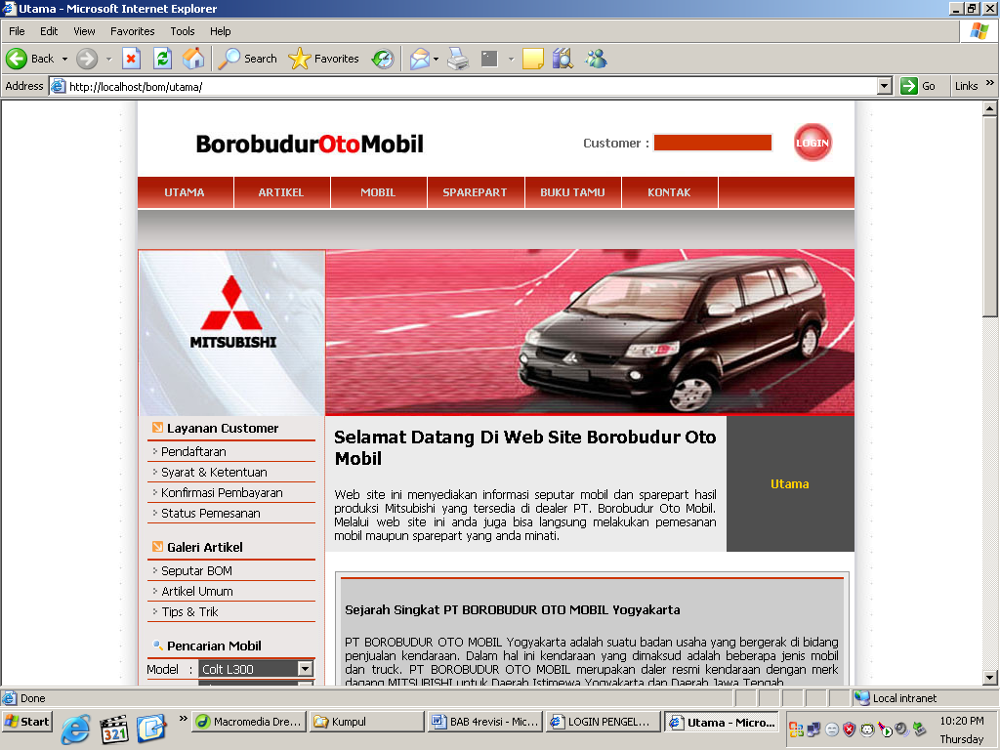 Utama - Microsoft Internet Explorer
File Edit View Favorites Tools Help
Back Search Favorites
Address http://localhost/bom/utama/ Go Links »
BorobudurOtoMobil
Customer :
LOGIN
UTAMA ARTIKEL MOBIL SPAREPART BUKU TAMU KONTAK
MITSUBISHI
Layanan Customer
Pendaftaran
Syarat & Ketentuan
Konfirmasi Pembayaran
Status Pemesanan
Galeri Artikel
Seputar BOM
Artikel Umum
Tips & Trik
Pencarian Mobil
Model : Colt L300
Selamat Datang Di Web Site Borobudur Oto
Mobil
Web site ini menyediakan informasi seputar mobil dan sparepart hasil
produksi Mitsubishi yang tersedia di dealer PT. Borobudur Oto Mobil.
Melalui web site ini anda juga bisa langsung melakukan pemesanan
mobil maupun sparepart yang anda minati.
Utama
Sejarah Singkat PT BOROBUDUR OTO MOBIL Yogyakarta
PT BOROBUDUR OTO MOBIL Yogyakarta adalah suatu badan usaha yang bergerak di bidang
penjualan kendaraan. Dalam hal ini kendaraan yang dimaksud adalah beberapa jenis mobil
dan truck. PT BOROBUDUR OTO MOBIL merupakan daler resmi kendaraan dengan merk
dagang MITSUBISHI untuk Daerah Istimewa Yogyakarta dan Daerah Jawa Tengah.
Done Local intranet
Start 321 » Macromedia Dre... Kumpul BAB 4revisi - Mic... LOGIN PENGEL... Utama - Micro... 10:20 PM
Thursday